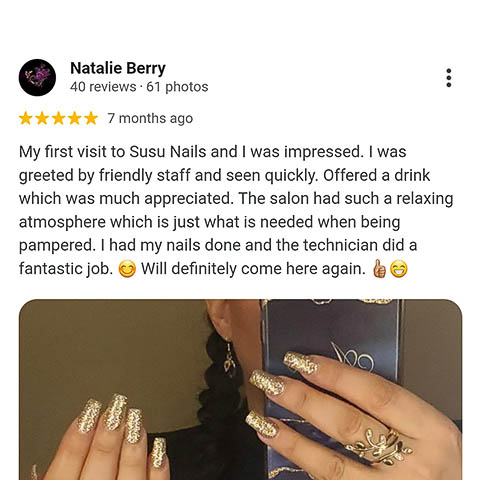 Natalie Berry
40 reviews · 61 photos
7 months ago
My first visit to Susu Nails and I was impressed. I was
greeted by friendly staff and seen quickly. Offered a drink
which was much appreciated. The salon had such a relaxing
atmosphere which is just what is needed when being
pampered. I had my nails done and the technician did a
fantastic job. 😊 Will definitely come here again. 👍😁